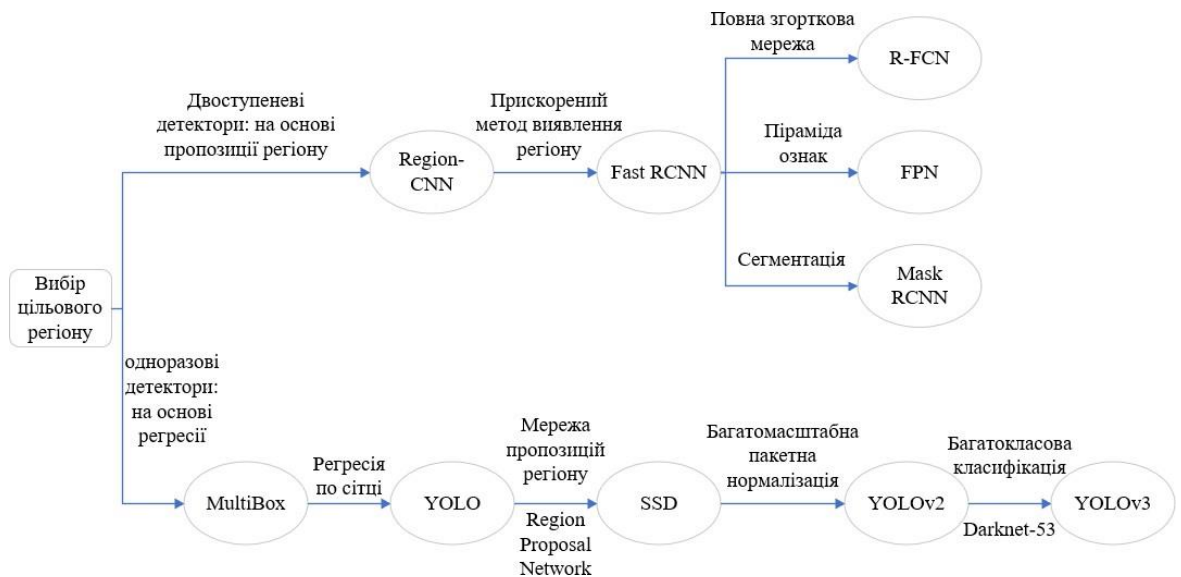 Повна згорткова
мережа
R-FCN
Двоступеневі
детектори: на основі
пропозиції регіону
Прискорений
метод виявлення
регіону
Піраміда
ознак
Region-
CNN
Fast RCNN
FPN
Сегментація
Mask
RCNN
Вибір
цільового
регіону
одноразові
детектори:
на основі
регресії
MultiBox
Регресія
по сітці
YOLO
Мережа
пропозицій
регіону
Region
Proposal
Network
SSD
Багатомасштабна
пакетна
нормалізація
YOLOv2
Багатокласова
класифікація
Darknet-53
YOLOv3